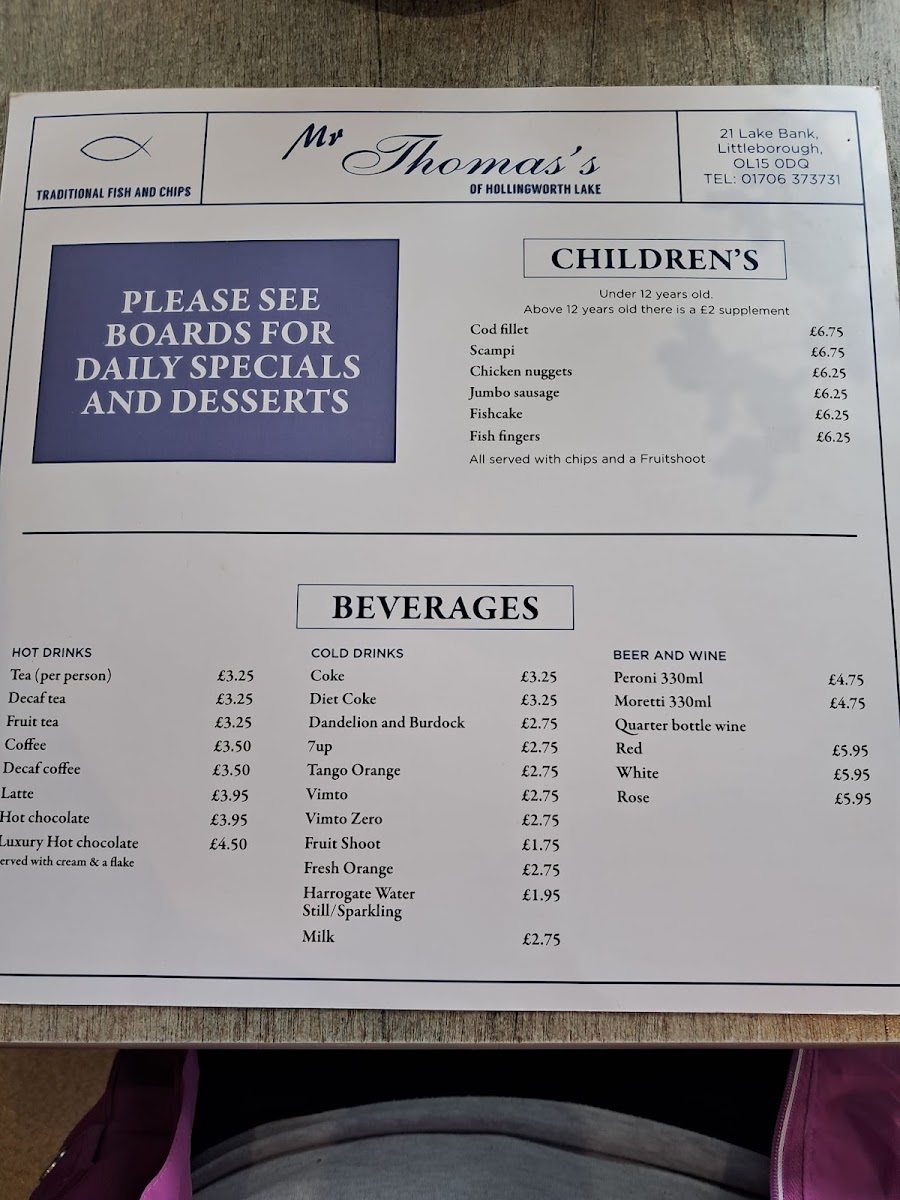 TRADITIONAL FISH AND CHIPS
Mr Thomas's
OF HOLLINGWORTH LAKE
21 Lake Bank,
Littleborough,
OL15 0DQ
TEL: 01706 373731
PLEASE SEE
BOARDS FOR
DAILY SPECIALS
AND DESSERTS
CHILDREN'S
Under 12 years old.
Above 12 years old there is a £2 supplement
Cod fillet £6.75
Scampi £6.75
Chicken nuggets £6.25
Jumbo sausage £6.25
Fishcake £6.25
Fish fingers £6.25
All served with chips and a Fruitshoot
BEVERAGES
HOT DRINKS
Tea (per person) £3.25
Decaf tea £3.25
Fruit tea £3.25
Coffee £3.50
Decaf coffee £3.50
Latte £3.95
Hot chocolate £3.95
Luxury Hot chocolate £4.50
erved with cream & a flake
COLD DRINKS
Coke £3.25
Diet Coke £3.25
Dandelion and Burdock £2.75
7up £2.75
Tango Orange £2.75
Vimto £2.75
Vimto Zero £2.75
Fruit Shoot £1.75
Fresh Orange £2.75
Harrogate Water £1.95
Still/Sparkling
Milk £2.75
BEER AND WINE
Peroni 330ml £4.75
Moretti 330ml £4.75
Quarter bottle wine
Red £5.95
White £5.95
Rose £5.95